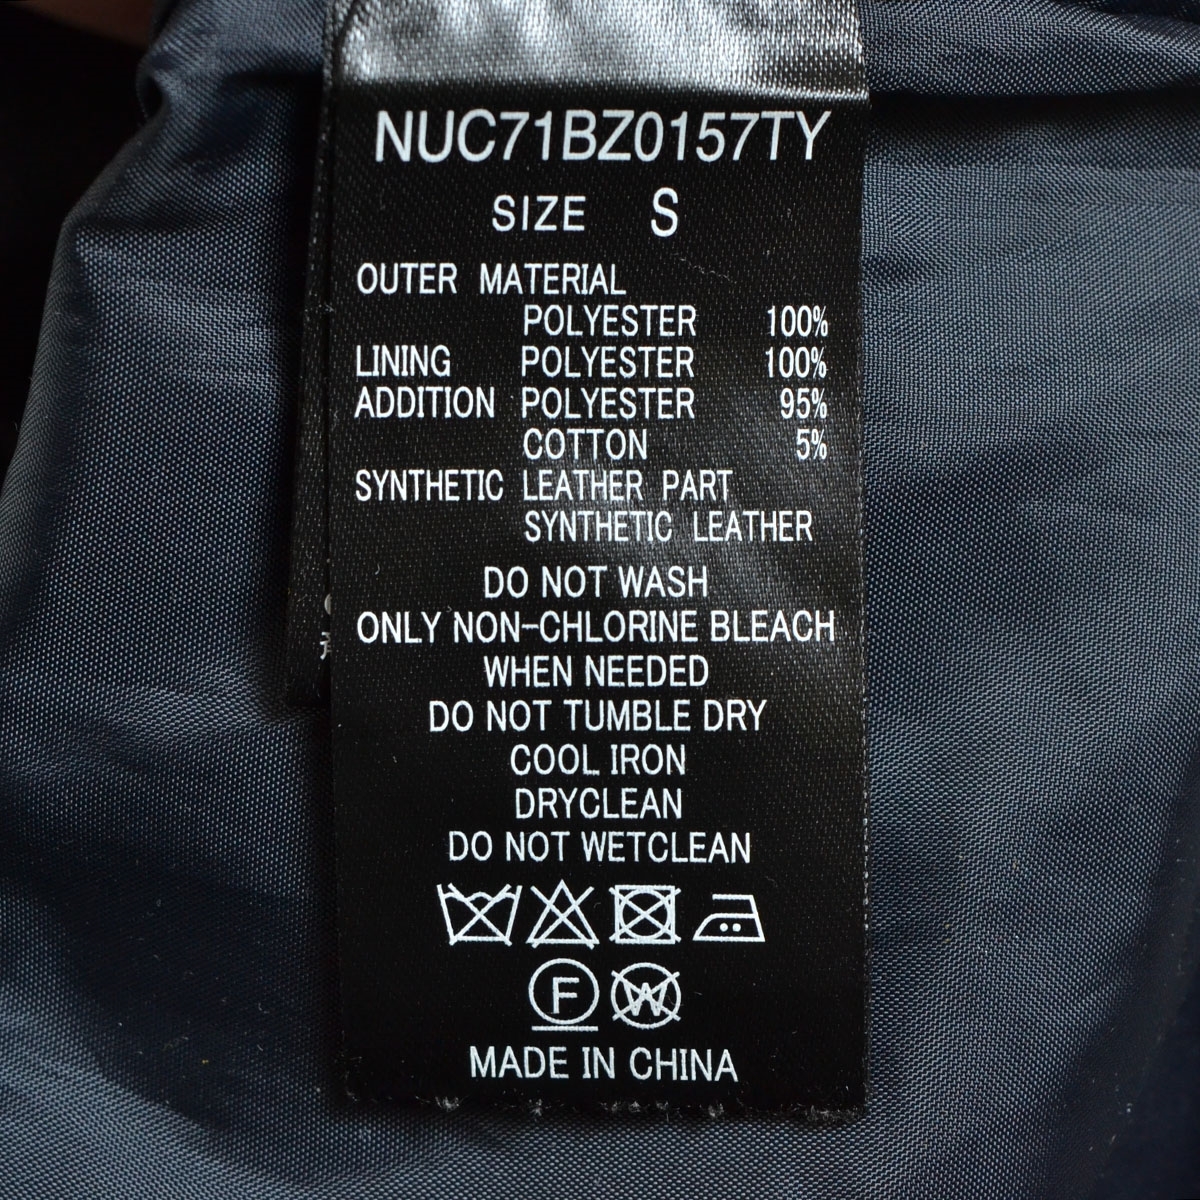 NUC71BZ0157TY
SIZE S
OUTER MATERIAL
POLYESTER 100%
LINING POLYESTER 100%
ADDITION POLYESTER 95%
COTTON 5%
SYNTHETIC LEATHER PART
SYNTHETIC LEATHER
DO NOT WASH
ONLY NON-CHLORINE BLEACH
WHEN NEEDED
DO NOT TUMBLE DRY
COOL IRON
DRYCLEAN
DO NOT WETCLEAN
F W
MADE IN CHINA